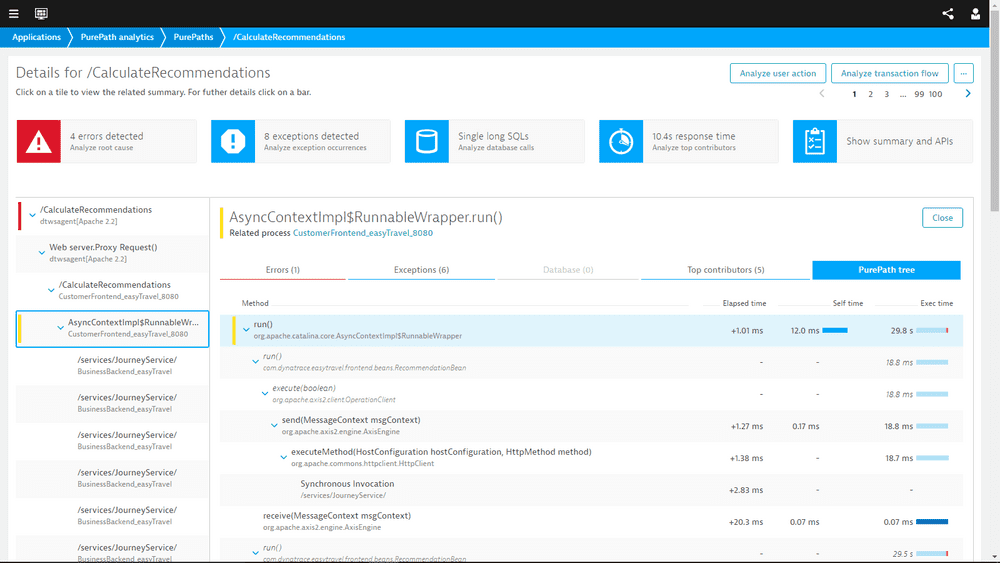 Applications
PurePath analytics
PurePaths
/CalculateRecommendations
Details for /CalculateRecommendations
Click on a tile to view the related summary. For futher details click on a bar.
Analyze user action
Analyze transaction flow
...
1 2 3 ... 99 100
4 errors detected
Analyze root cause
8 exceptions detected
Analyze exception occurrences
Single long SQLs
Analyze database calls
10.4s response time
Analyze top contributors
Show summary and APIs
/CalculateRecommendations
dtwsagent[Apache 2.2]
Web server.Proxy Request()
dtwsagent[Apache 2.2]
/CalculateRecommendations
CustomerFrontend_easyTravel_8080
AsyncContextImpl$RunnableWr...
CustomerFrontend_easyTravel_8080
/services/JourneyService/
BusinessBackend_easyTravel
/services/JourneyService/
BusinessBackend_easyTravel
/services/JourneyService/
BusinessBackend_easyTravel
/services/JourneyService/
BusinessBackend_easyTravel
/services/JourneyService/
BusinessBackend_easyTravel
/services/JourneyService/
BusinessBackend_easyTravel
AsyncContextImpl$RunnableWrapper.run()
Related process CustomerFrontend_easyTravel_8080
Close
Errors (1)
Exceptions (6)
Database (0)
Top contributors (5)
PurePath tree
Method Elapsed time Self time Exec time
run() +1.01 ms 12.0 ms 29.8 s
org.apache.catalina.core.AsyncContextImpl$RunnableWrapper
run() - - 18.8 ms
com.dynatrace.easytravel.frontend.beans.RecommendationBean
execute(boolean) - - 18.8 ms
org.apache.axis2.client.OperationClient
send(MessageContext msgContext) +1.27 ms 0.17 ms 18.8 ms
org.apache.axis2.engine.AxisEngine
executeMethod(HostConfiguration hostConfiguration, HttpMethod method) +1.38 ms - 18.7 ms
org.apache.commons.httpclient.HttpClient
Synchronous Invocation +2.83 ms - -
/services/JourneyService/
receive(MessageContext msgContext) +20.3 ms 0.07 ms 0.07 ms
org.apache.axis2.engine.AxisEngine
run() - - 29.5 s
com.dynatrace.easytravel.frontend.beans.RecommendationBean